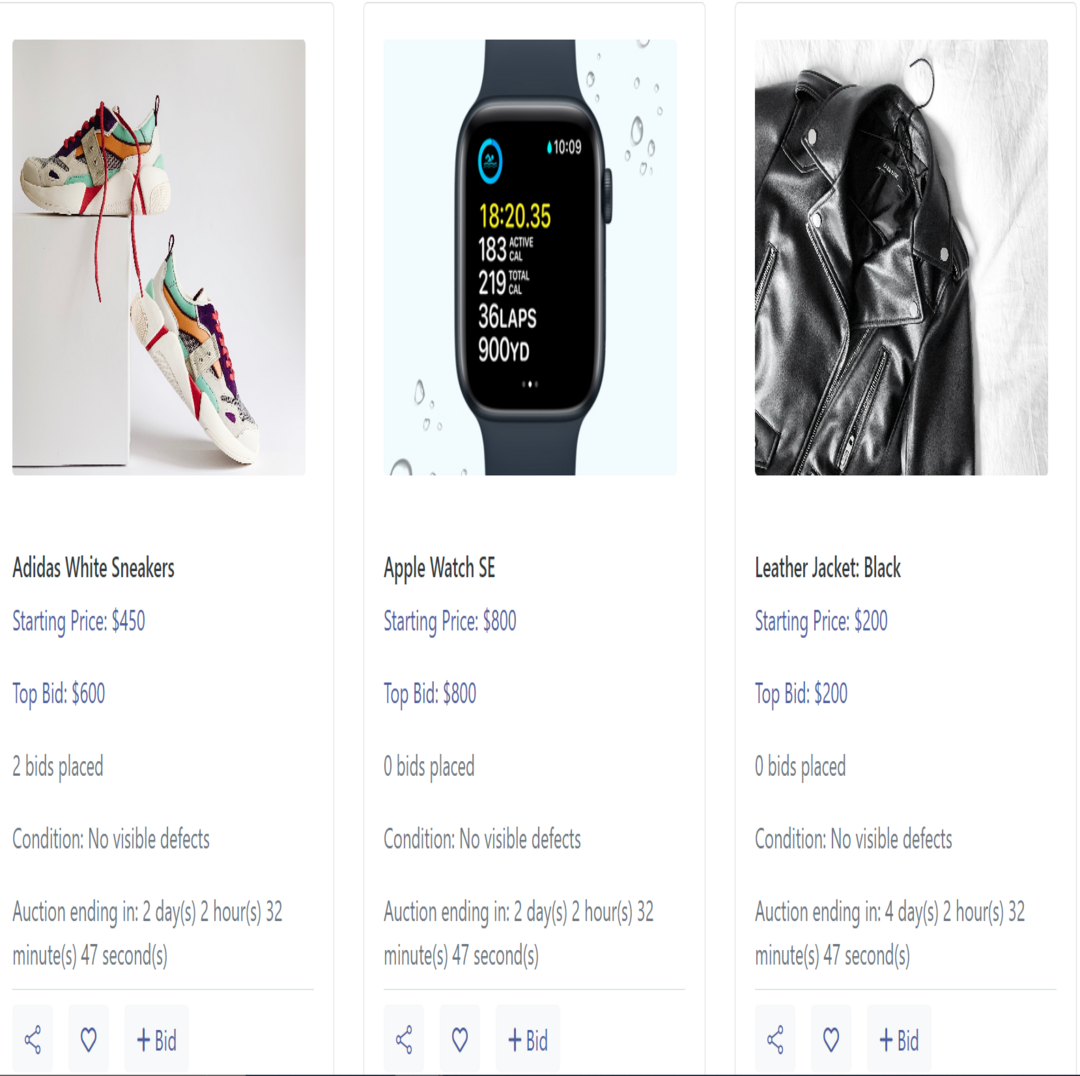 10:09
18:20.35
183 ACTIVE CAL
219 TOTAL CAL
36LAPS
900YD
Adidas White Sneakers
Starting Price: $450
Top Bid: $600
2 bids placed
Condition: No visible defects
Auction ending in: 2 day(s) 2 hour(s) 32
minute(s) 47 second(s)
+ Bid
Apple Watch SE
Starting Price: $800
Top Bid: $800
0 bids placed
Condition: No visible defects
Auction ending in: 2 day(s) 2 hour(s) 32
minute(s) 47 second(s)
+ Bid
Leather Jacket: Black
Starting Price: $200
Top Bid: $200
0 bids placed
Condition: No visible defects
Auction ending in: 4 day(s) 2 hour(s) 32
minute(s) 47 second(s)
+ Bid